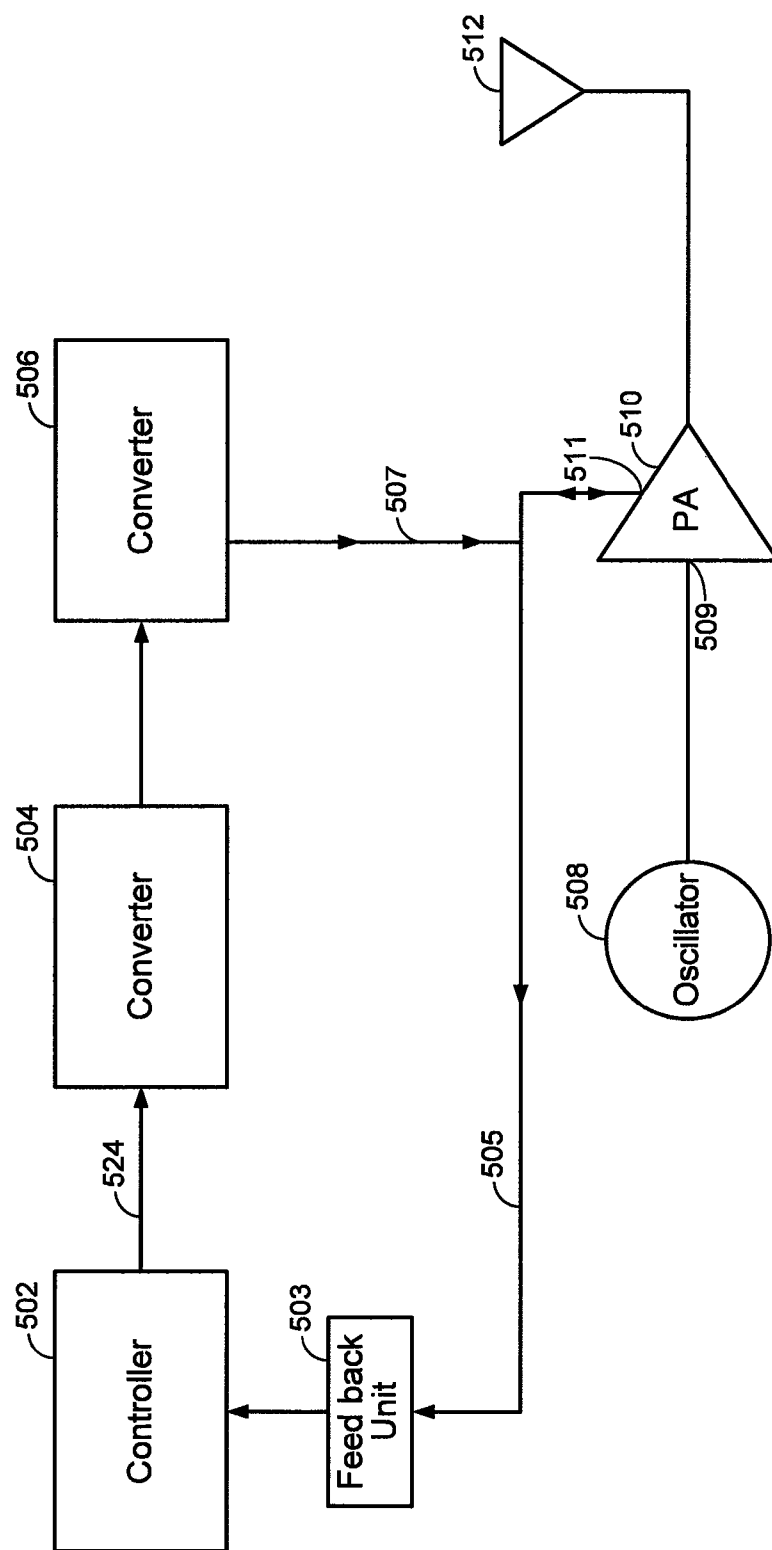 502
Controller
524
504
Converter
506
Converter
507
503
Feed back
Unit
505
508
Oscillator
509
PA
511
510
512